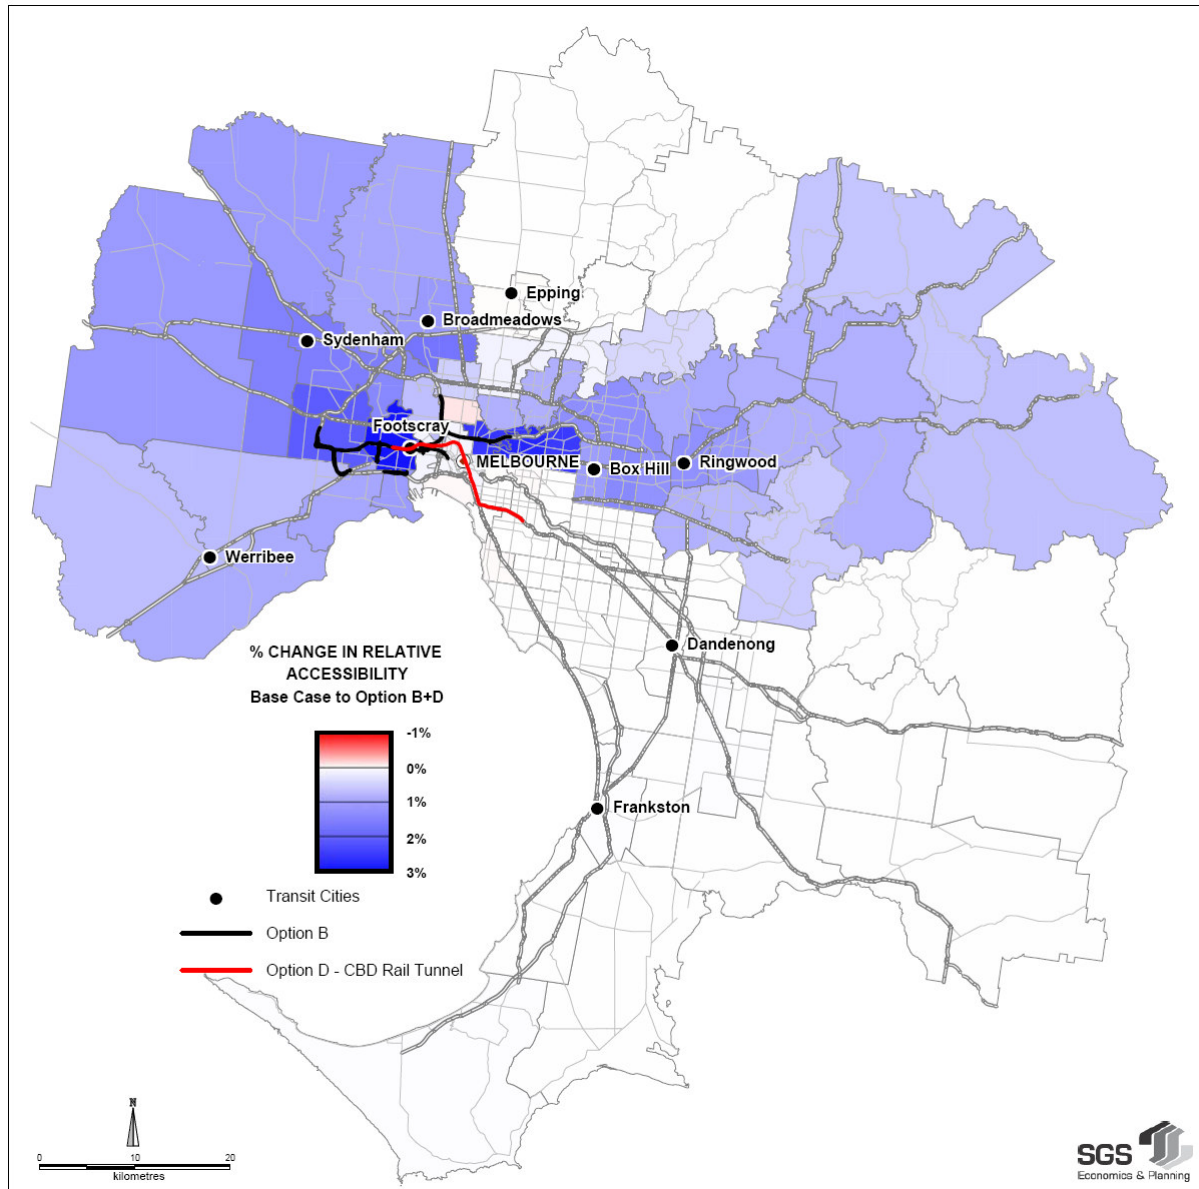 Epping
Broadmeadows
Sydenham
Footscray
MELBOURNE
Box Hill
Ringwood
Werribee
Dandenong
Frankston
% CHANGE IN RELATIVE
ACCESSIBILITY
Base Case to Option B+D
-1%
0%
1%
2%
3%
Transit Cities
Option B
Option D - CBD Rail Tunnel
N
0 10 20
kilometres
SGS
Economics & Planning